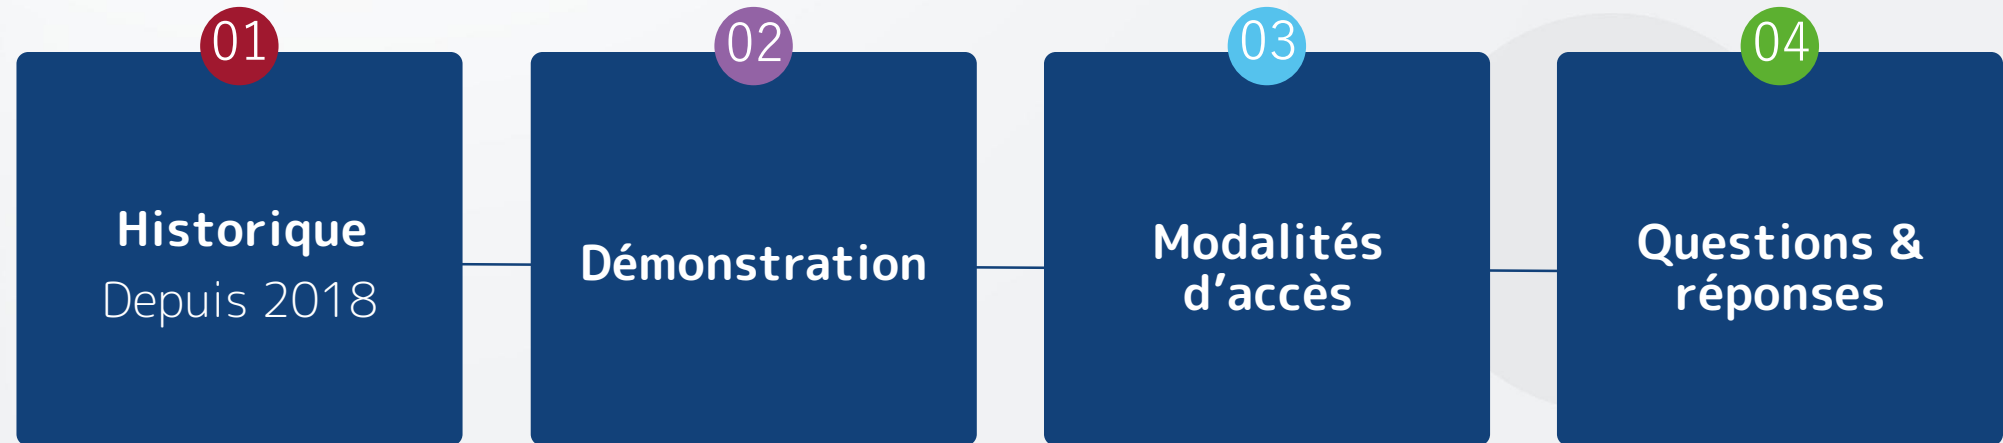 01
Historique
Depuis 2018
02
Démonstration
03
Modalités
d’accès
04
Questions &
réponses